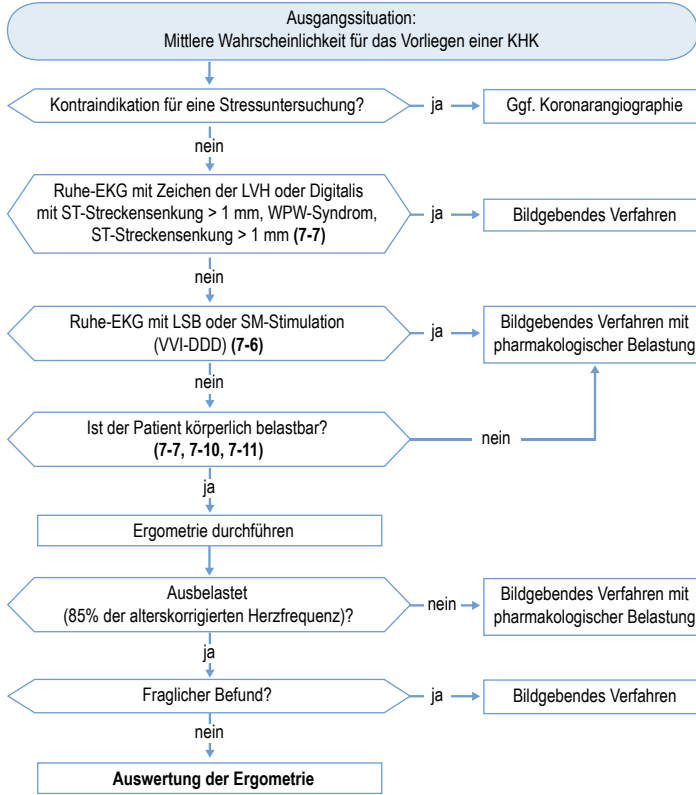 Ausgangssituation:
Mittlere Wahrscheinlichkeit für das Vorliegen einer KHK
Kontraindikation für eine Stressuntersuchung?
ja
Ggf. Koronarangiographie
nein
Ruhe-EKG mit Zeichen der LVH oder Digitalis
mit ST-Streckensenkung > 1 mm, WPW-Syndrom,
ST-Streckensenkung > 1 mm (7-7)
ja
Bildgebendes Verfahren
nein
Ruhe-EKG mit LSB oder SM-Stimulation
(VVI-DDD) (7-6)
ja
Bildgebendes Verfahren mit
pharmakologischer Belastung
nein
Ist der Patient körperlich belastbar?
(7-7, 7-10, 7-11)
nein
ja
Ergometrie durchführen
Ausbelastet
(85% der alterskorrigierten Herzfrequenz)?
nein
Bildgebendes Verfahren mit
pharmakologischer Belastung
ja
Fraglicher Befund?
ja
Bildgebendes Verfahren
nein
Auswertung der Ergometrie